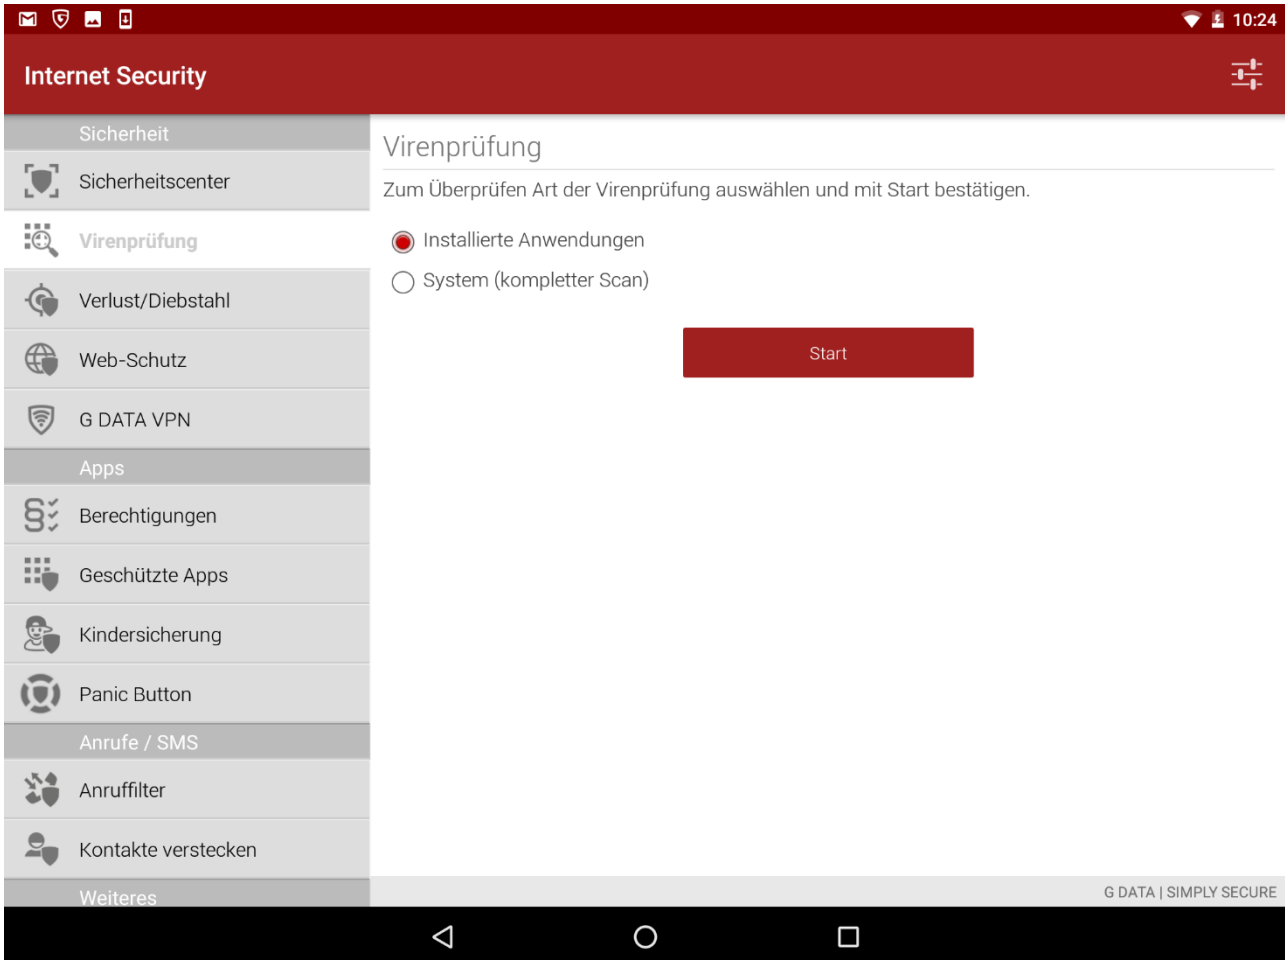 10:24
Internet Security
Sicherheit
Sicherheitscenter
Virenprüfung
Verlust/Diebstahl
Web-Schutz
G DATA VPN
Apps
Berechtigungen
Geschützte Apps
Kindersicherung
Panic Button
Anrufe / SMS
Anruffilter
Kontakte verstecken
Weiteres
Virenprüfung
Zum Überprüfen Art der Virenprüfung auswählen und mit Start bestätigen.
Installierte Anwendungen
System (kompletter Scan)
Start
G DATA | SIMPLY SECURE